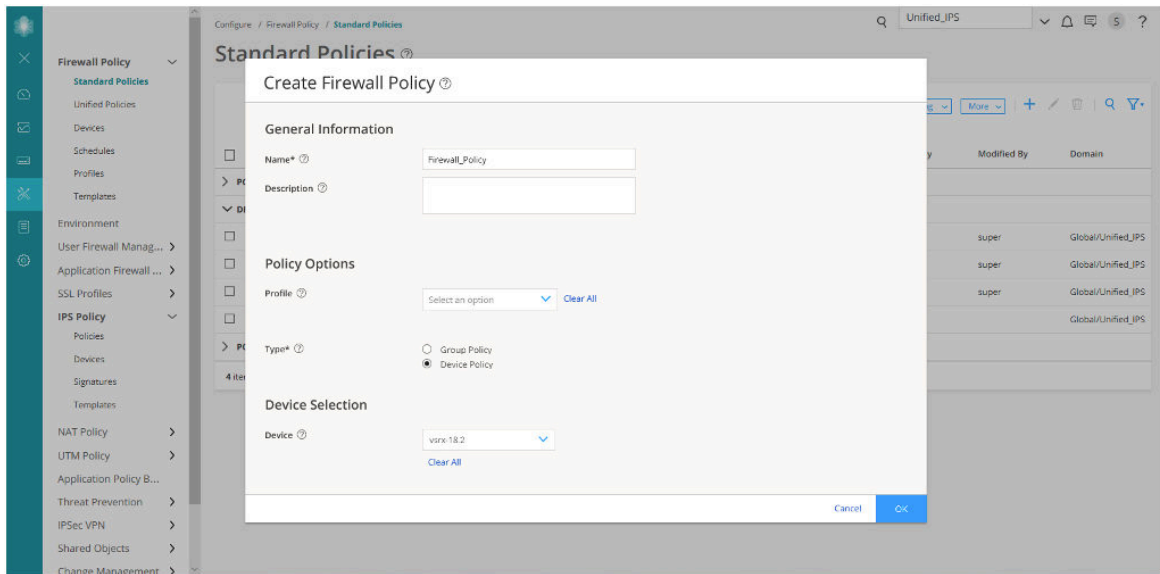 Configure / Firewall Policy / Standard Policies
Unified_IPS
S
?
Standard Policies
Firewall Policy
Standard Policies
Unified Policies
Devices
Schedules
Profiles
Templates
Environment
User Firewall Manag...
Application Firewall ...
SSL Profiles
IPS Policy
Policies
Devices
Signatures
Templates
NAT Policy
UTM Policy
Application Policy B...
Threat Prevention
IPSec VPN
Shared Objects
Change Management
Create Firewall Policy
General Information
Name* Firewall_Policy
Description
Policy Options
Profile Select an option Clear All
Type* Group Policy
Device Policy
Device Selection
Device vsrx-18.2
Clear All
Cancel OK
More
Modified By Domain
super Global/Unified_IPS
super Global/Unified_IPS
super Global/Unified_IPS
Global/Unified_IPS